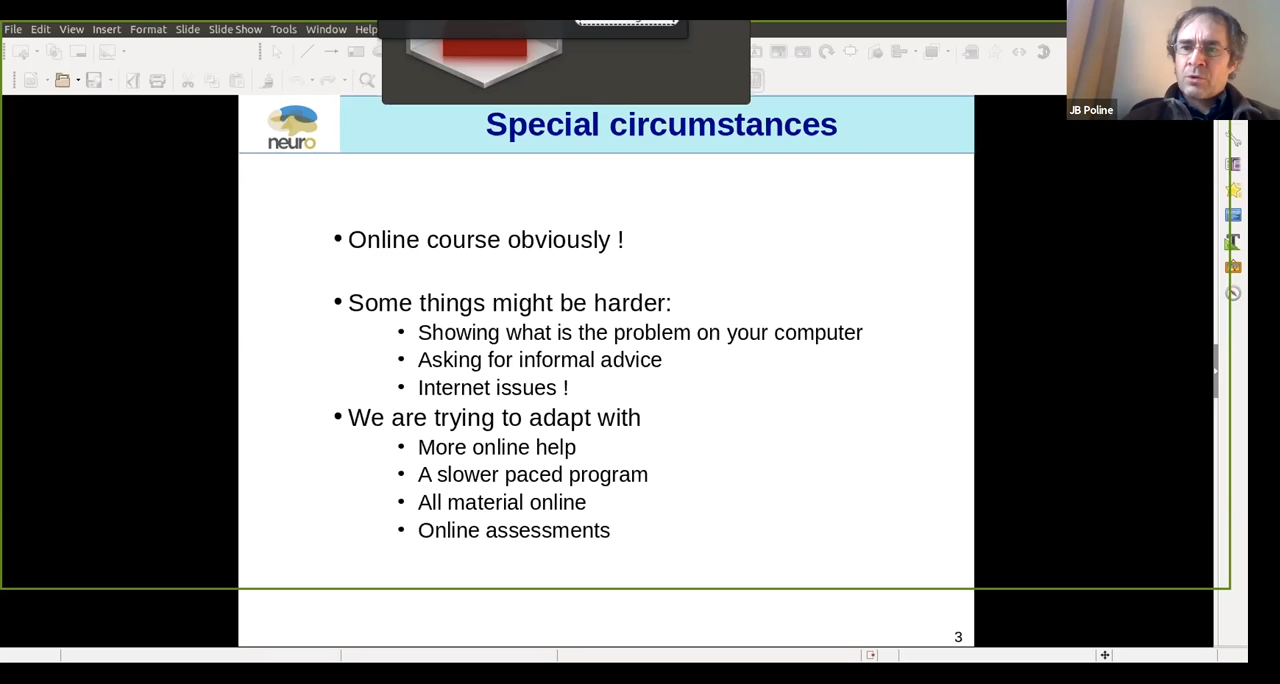 File Edit View Insert Format Slide Slide Show Tools Window Help
JB Poline
neuro
Special circumstances
• Online course obviously !
• Some things might be harder:
• Showing what is the problem on your computer
• Asking for informal advice
• Internet issues !
• We are trying to adapt with
• More online help
• A slower paced program
• All material online
• Online assessments
3